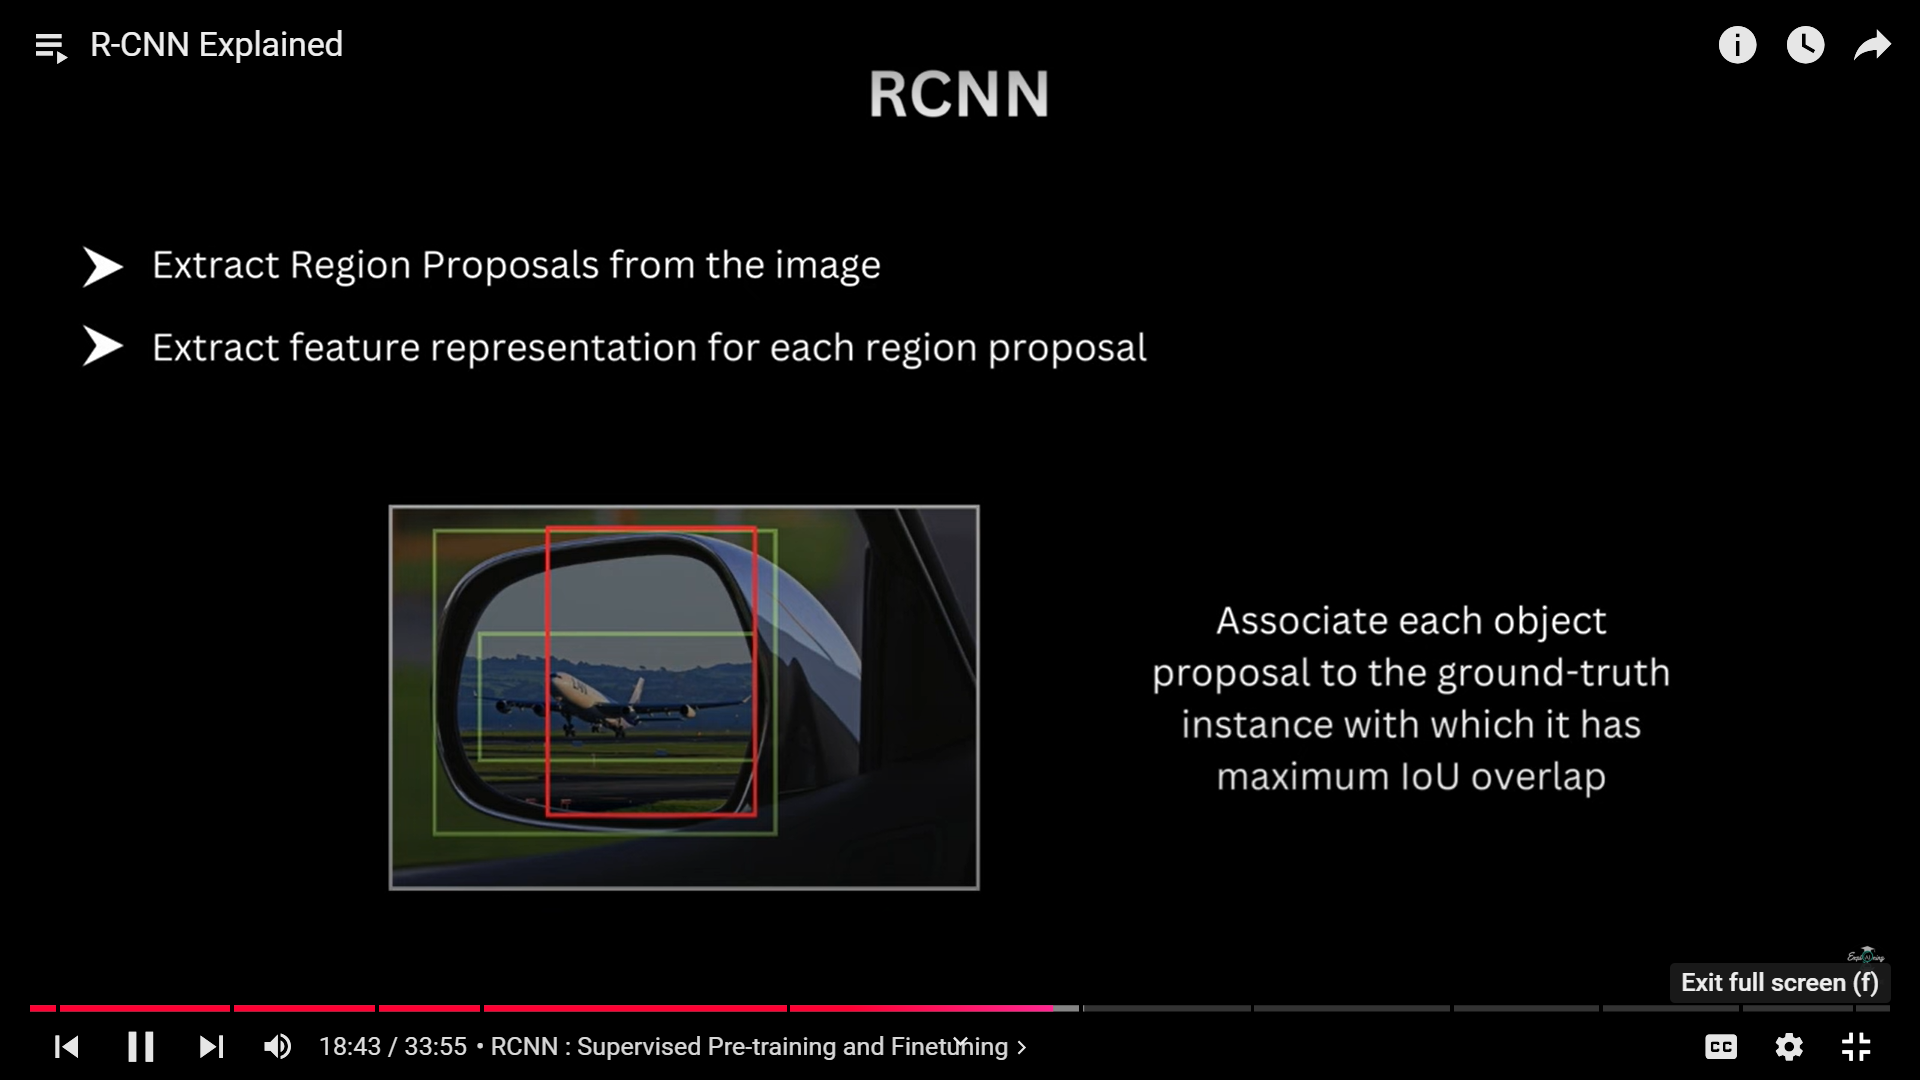 R-CNN Explained
RCNN
Extract Region Proposals from the image
Extract feature representation for each region proposal
Associate each object
proposal to the ground-truth
instance with which it has
maximum IoU overlap
Exit full screen (f)
18:43 / 33:55 • RCNN : Supervised Pre-training and Finetuning
CC